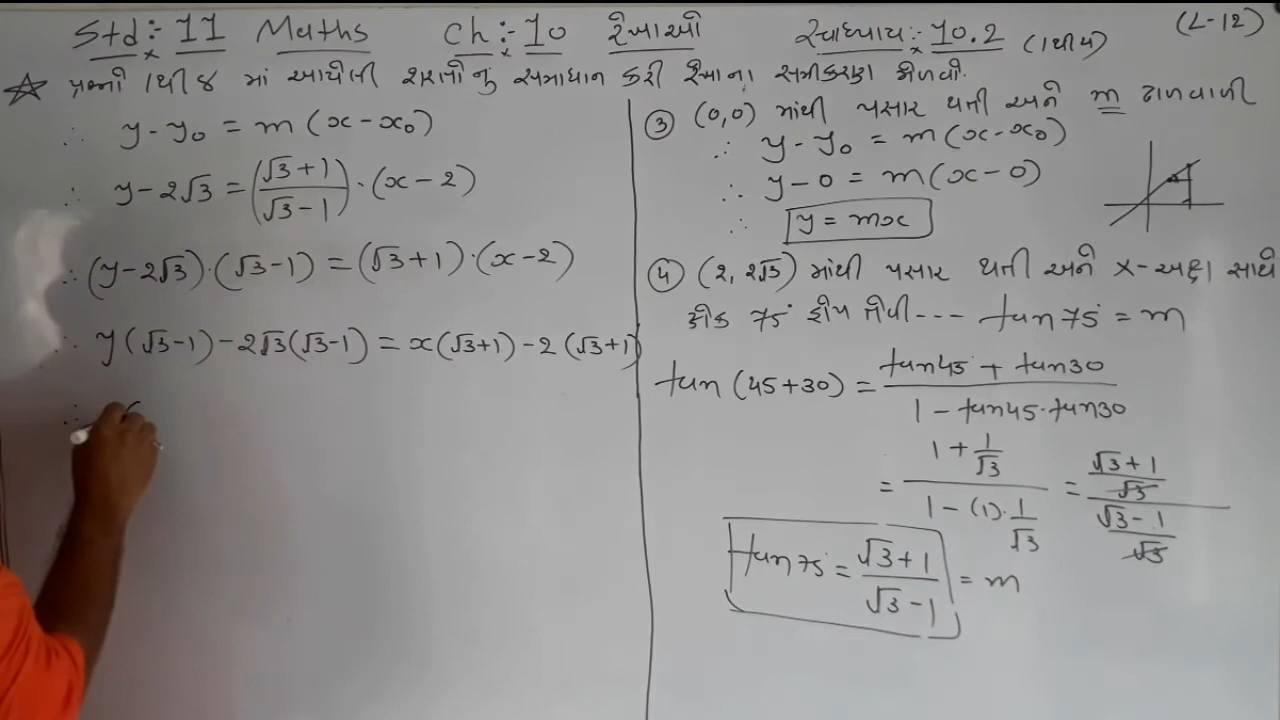 Std:- 11 Maths Ch:- 10 રેખાઓ સ્વાધ્યાય:- 10.2 (1થી૪) (L-12)
પ્રશ્નો 1થી ૪ માં આપેલી શરતોનું સમાધાન કરી રેખાના સમીકરણ મેળવો.
∴ y-y₀ = m(x-x₀)
∴ y-2√3 = ((√3+1)/(√3-1))·(x-2)
∴ (y-2√3)·(√3-1) = (√3+1)·(x-2)
∴ y(√3-1)-2√3(√3-1) = x(√3+1)-2(√3+1)
∴
③ (0,0) માંથી પસાર થતી અને m ઢાળવાળી
∴ y-y₀ = m(x-x₀)
∴ y-0 = m(x-0)
∴ y = mx
④ (2, 2√3) માંથી પસાર થતી અને x-અક્ષ સાથે
75° હોય તેવી--- tan75° = m
tan(45+30) = (tan45 + tan30)/(1-tan45·tan30)
= (1+1/√3)/(1-(1)·1/√3) = ((√3+1)/√3)/((√3-1)/√3)
tan75° = (√3+1)/(√3-1) = m